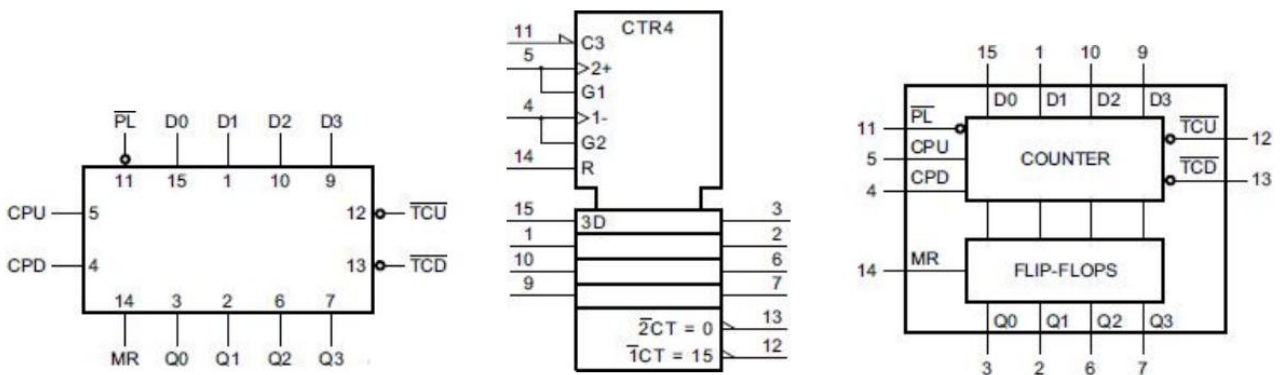 PL D0 D1 D2 D3
11 15 1 10 9
CPU 5 12 TCU
CPD 4 13 TCD
14 3 2 6 7
MR Q0 Q1 Q2 Q3
CTR4
11 C3
5 2+
G1
4 1-
G2
14 R
15 3D 3
1 2
10 6
9 7
2CT = 0 13
1CT = 15 12
15 1 10 9
D0 D1 D2 D3
11 PL TCU 12
5 CPU COUNTER
4 CPD TCD 13
14 MR FLIP-FLOPS
Q0 Q1 Q2 Q3
3 2 6 7